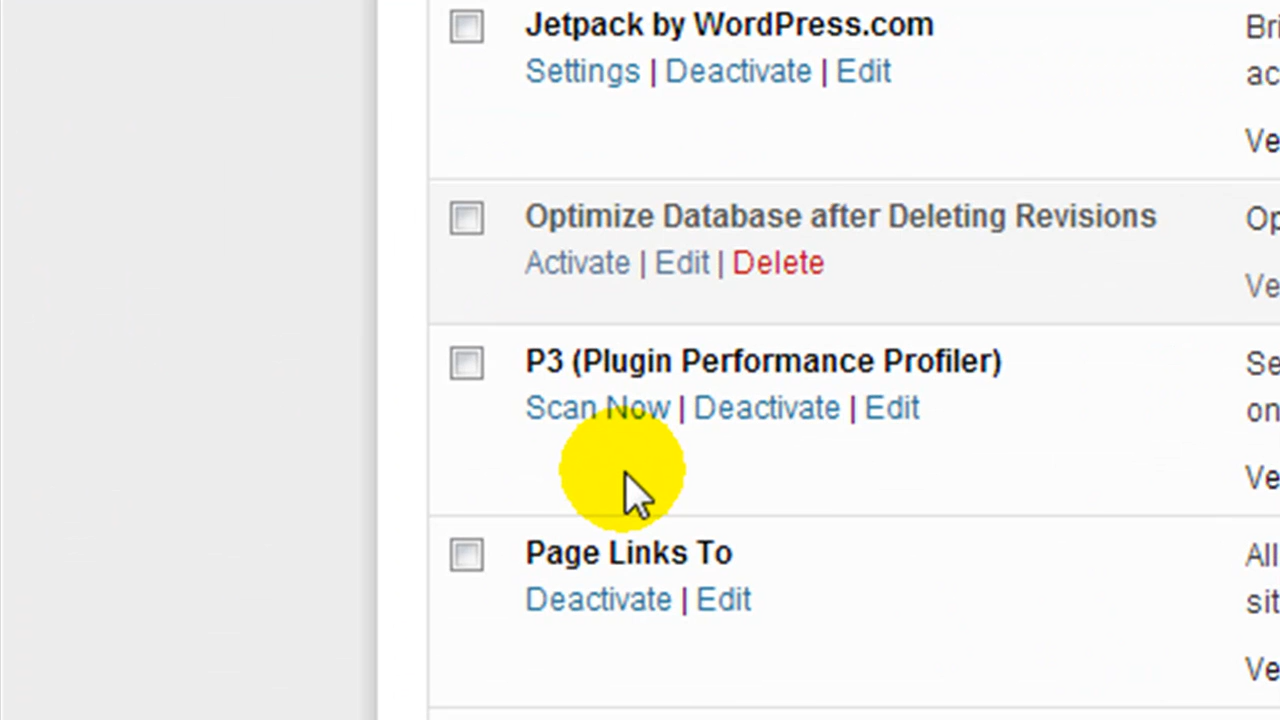 Jetpack by WordPress.com
Settings | Deactivate | Edit
Optimize Database after Deleting Revisions
Activate | Edit | Delete
P3 (Plugin Performance Profiler)
Scan Now | Deactivate | Edit
Page Links To
Deactivate | Edit